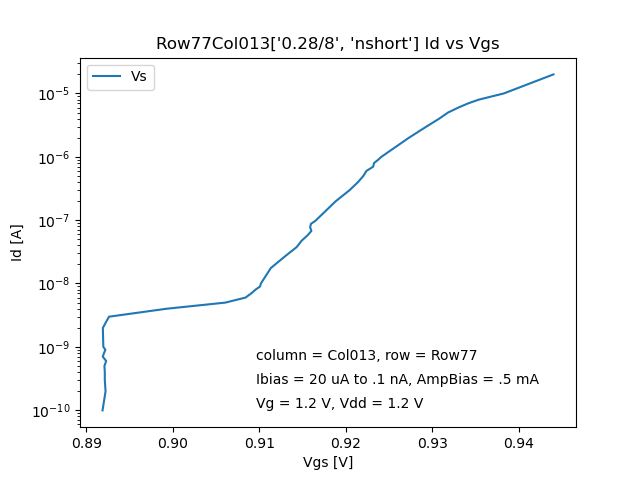 Row77Col013['0.28/8', 'nshort'] Id vs Vgs
Vs
10⁻⁵
10⁻⁶
10⁻⁷
10⁻⁸
10⁻⁹
10⁻¹⁰
Id [A]
column = Col013, row = Row77
Ibias = 20 uA to .1 nA, AmpBias = .5 mA
Vg = 1.2 V, Vdd = 1.2 V
0.89 0.90 0.91 0.92 0.93 0.94
Vgs [V]